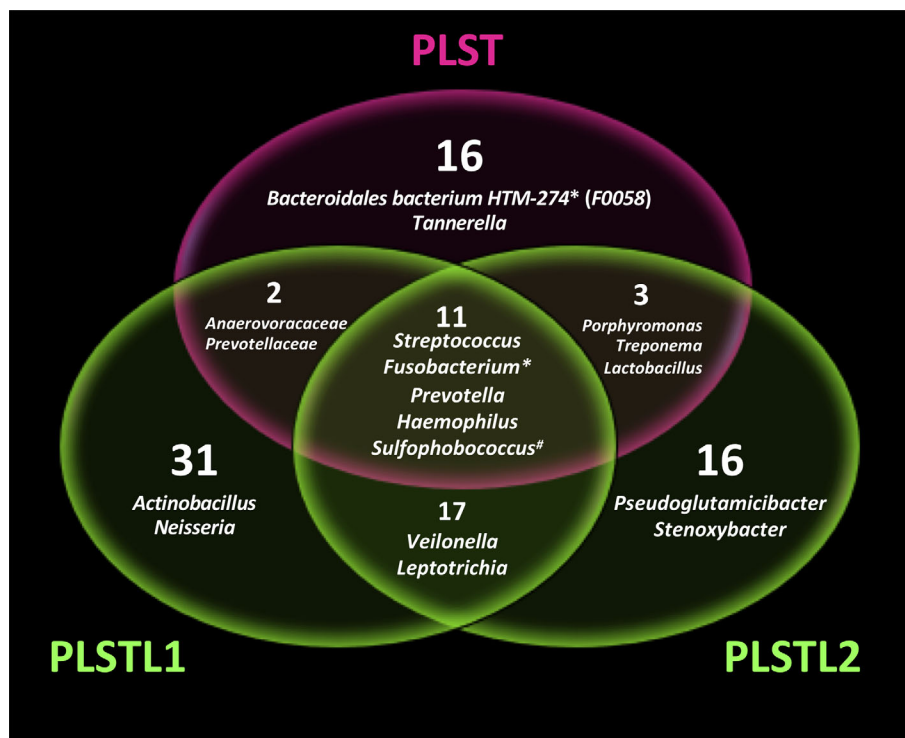 PLST
16
Bacteroidales bacterium HTM-274* (F0058)
Tannerella
2
Anaerovoracaceae
Prevotellaceae
11
Streptococcus
Fusobacterium*
Prevotella
Haemophilus
Sulfophobococcus#
3
Porphyromonas
Treponema
Lactobacillus
31
Actinobacillus
Neisseria
17
Veilonella
Leptotrichia
16
Pseudoglutamicibacter
Stenoxybacter
PLSTL1
PLSTL2